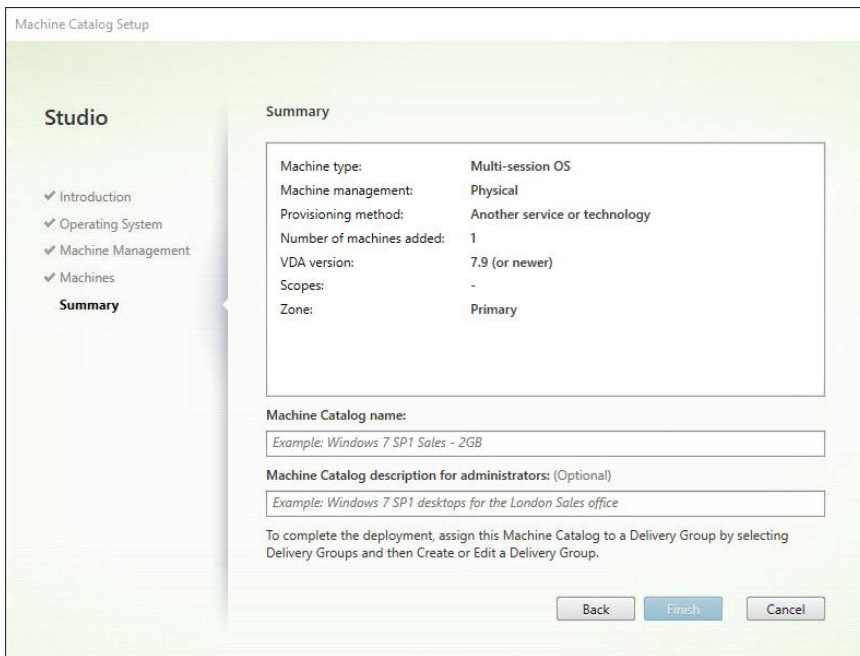 Machine Catalog Setup
Studio
Introduction
Operating System
Machine Management
Machines
Summary
Summary
Machine type: Multi-session OS
Machine management: Physical
Provisioning method: Another service or technology
Number of machines added: 1
VDA version: 7.9 (or newer)
Scopes: -
Zone: Primary
Machine Catalog name:
Example: Windows 7 SP1 Sales - 2GB
Machine Catalog description for administrators: (Optional)
Example: Windows 7 SP1 desktops for the London Sales office
To complete the deployment, assign this Machine Catalog to a Delivery Group by selecting
Delivery Groups and then Create or Edit a Delivery Group.
Back Finish Cancel